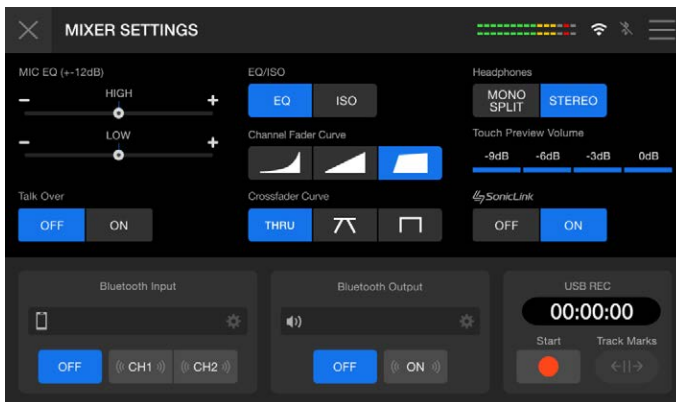 MIXER SETTINGS
MIC EQ (+-12dB)
HIGH
- +
LOW
- +
EQ/ISO
EQ ISO
Headphones
MONO SPLIT STEREO
Channel Fader Curve
Touch Preview Volume
-9dB -6dB -3dB 0dB
Talk Over
OFF ON
Crossfader Curve
THRU
SonicLink
OFF ON
Bluetooth Input
OFF CH1 CH2
Bluetooth Output
OFF ON
USB REC
00:00:00
Start Track Marks